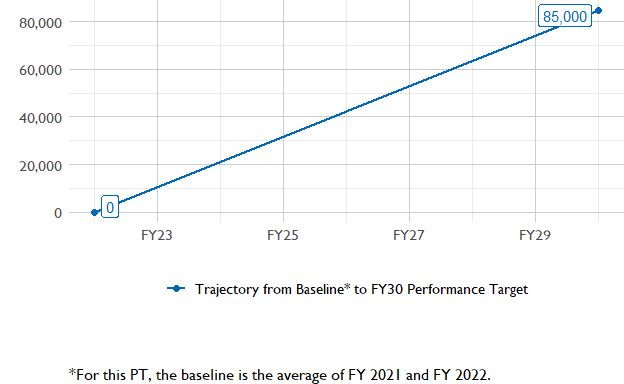 80,000
85,000
60,000
40,000
20,000
0
0
FY23 FY25 FY27 FY29
Trajectory from Baseline* to FY30 Performance Target
*For this PT, the baseline is the average of FY 2021 and FY 2022.